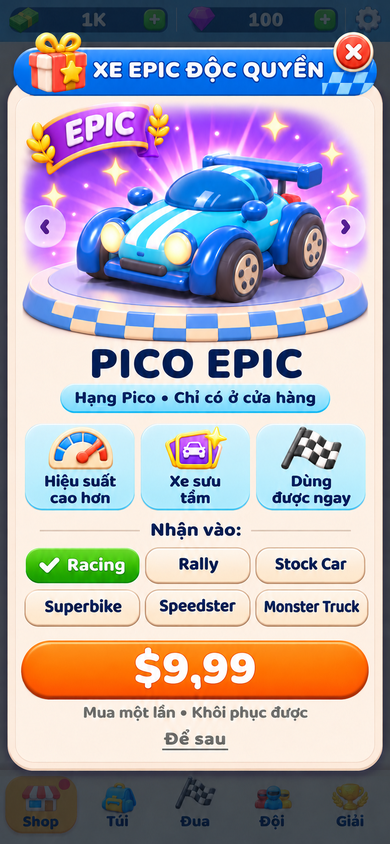 1K
100
XE EPIC ĐỘC QUYỀN
EPIC
PICO EPIC
Hạng Pico • Chỉ có ở cửa hàng
Hiệu suất
cao hơn
Xe sưu
tầm
Dùng
được ngay
Nhận vào:
Racing
Rally
Stock Car
Superbike
Speedster
Monster Truck
$9,99
Mua một lần • Khôi phục được
Để sau
Shop
Túi
Đua
Đội
Giải